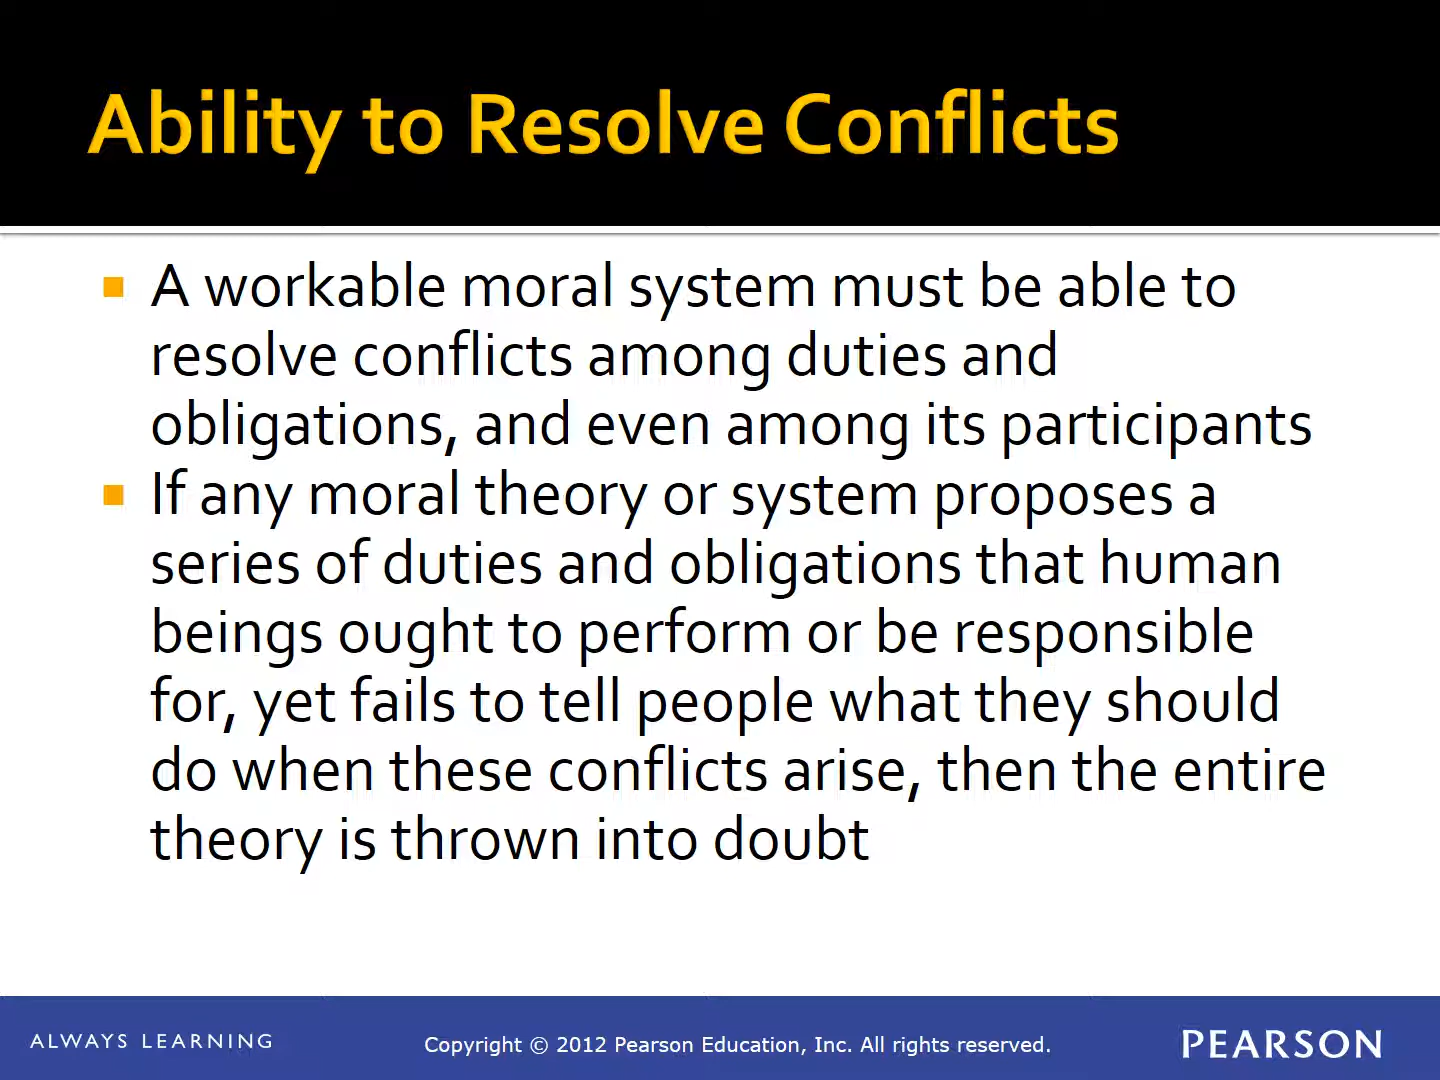 Ability to Resolve Conflicts
A workable moral system must be able to
resolve conflicts among duties and
obligations, and even among its participants
If any moral theory or system proposes a
series of duties and obligations that human
beings ought to perform or be responsible
for, yet fails to tell people what they should
do when these conflicts arise, then the entire
theory is thrown into doubt
ALWAYS LEARNING
Copyright © 2012 Pearson Education, Inc. All rights reserved.
PEARSON